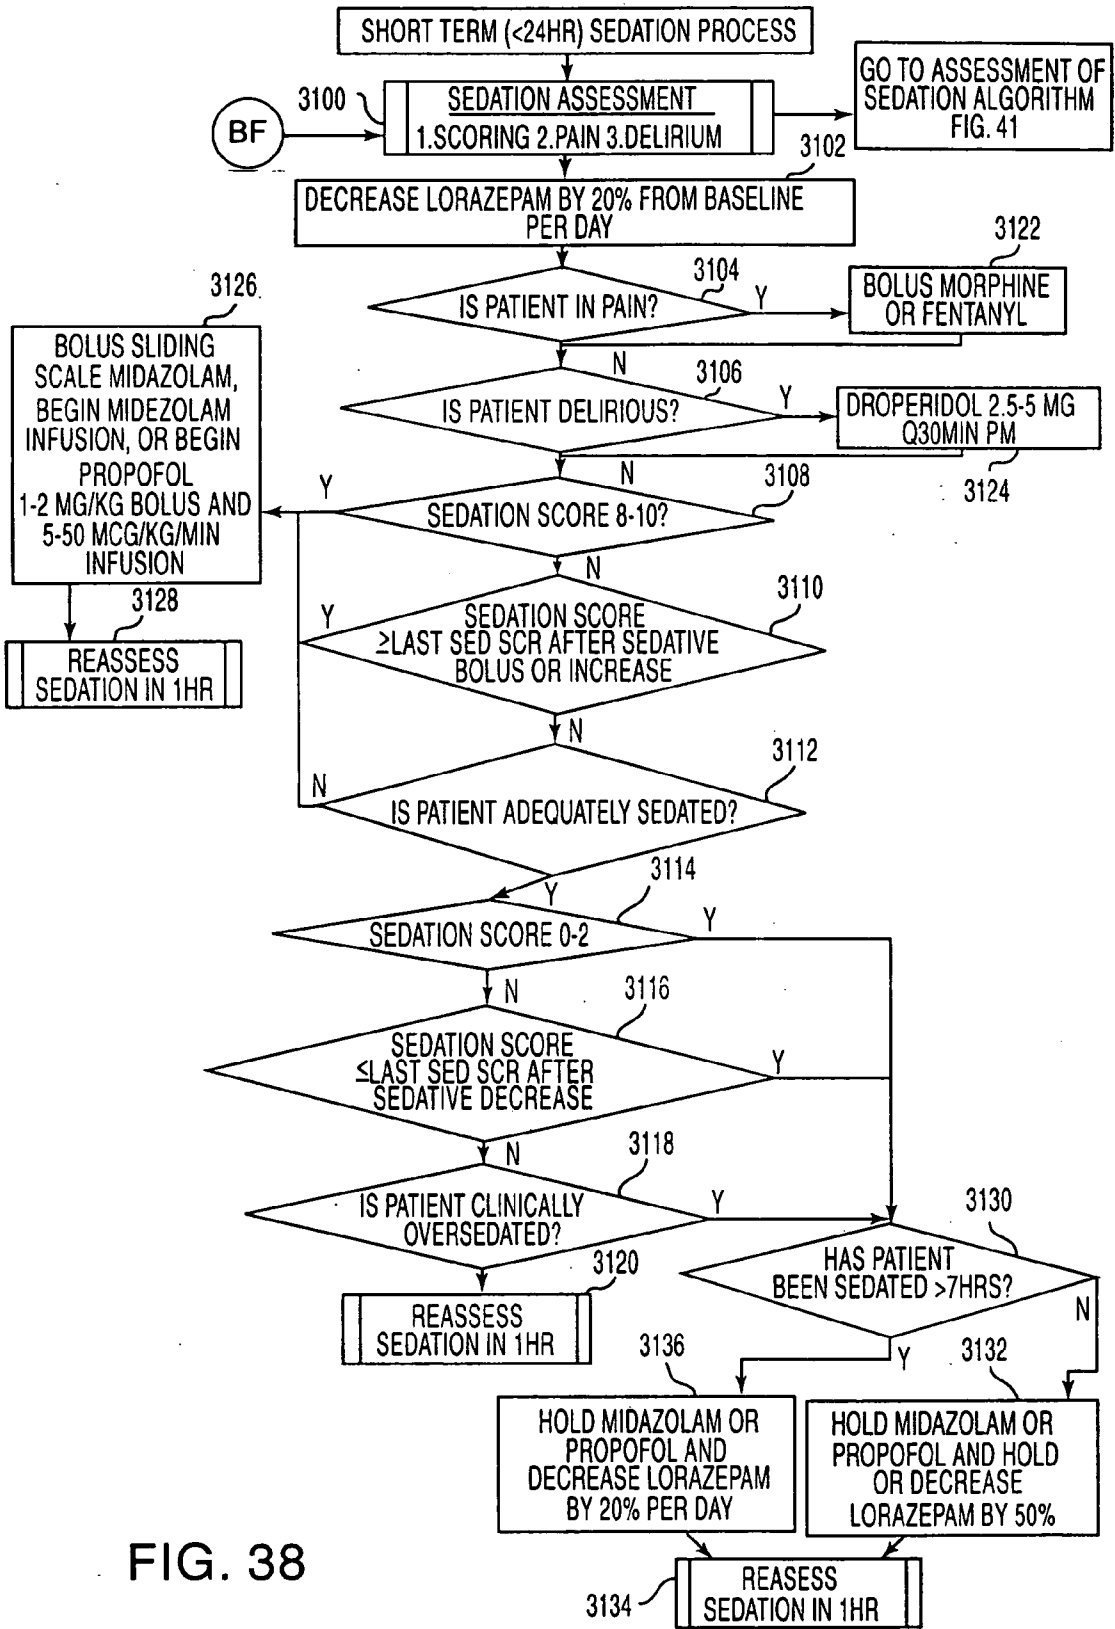 SHORT TERM (<24HR) SEDATION PROCESS
3100
SEDATION ASSESSMENT
1.SCORING 2.PAIN 3.DELIRIUM
GO TO ASSESSMENT OF
SEDATION ALGORITHM
FIG. 41
BF
3102
DECREASE LORAZEPAM BY 20% FROM BASELINE
PER DAY
3104
IS PATIENT IN PAIN?
Y
N
3122
BOLUS MORPHINE
OR FENTANYL
3106
IS PATIENT DELIRIOUS?
Y
N
DROPERIDOL 2.5-5 MG
Q30MIN PM
3124
3108
SEDATION SCORE 8-10?
Y
N
3126
BOLUS SLIDING
SCALE MIDAZOLAM,
BEGIN MIDEZOLAM
INFUSION, OR BEGIN
PROPOFOL
1-2 MG/KG BOLUS AND
5-50 MCG/KG/MIN
INFUSION
3128
REASSESS
SEDATION IN 1HR
3110
Y
SEDATION SCORE
≥LAST SED SCR AFTER SEDATIVE
BOLUS OR INCREASE
N
3112
N
IS PATIENT ADEQUATELY SEDATED?
Y
3114
SEDATION SCORE 0-2
Y
N
3116
SEDATION SCORE
≤LAST SED SCR AFTER
SEDATIVE DECREASE
Y
N
3118
IS PATIENT CLINICALLY
OVERSEDATED?
Y
3120
REASSESS
SEDATION IN 1HR
3130
HAS PATIENT
BEEN SEDATED >7HRS?
N
Y
3136
HOLD MIDAZOLAM OR
PROPOFOL AND
DECREASE LORAZEPAM
BY 20% PER DAY
3132
HOLD MIDAZOLAM OR
PROPOFOL AND HOLD
OR DECREASE
LORAZEPAM BY 50%
3134
REASESS
SEDATION IN 1HR
FIG. 38